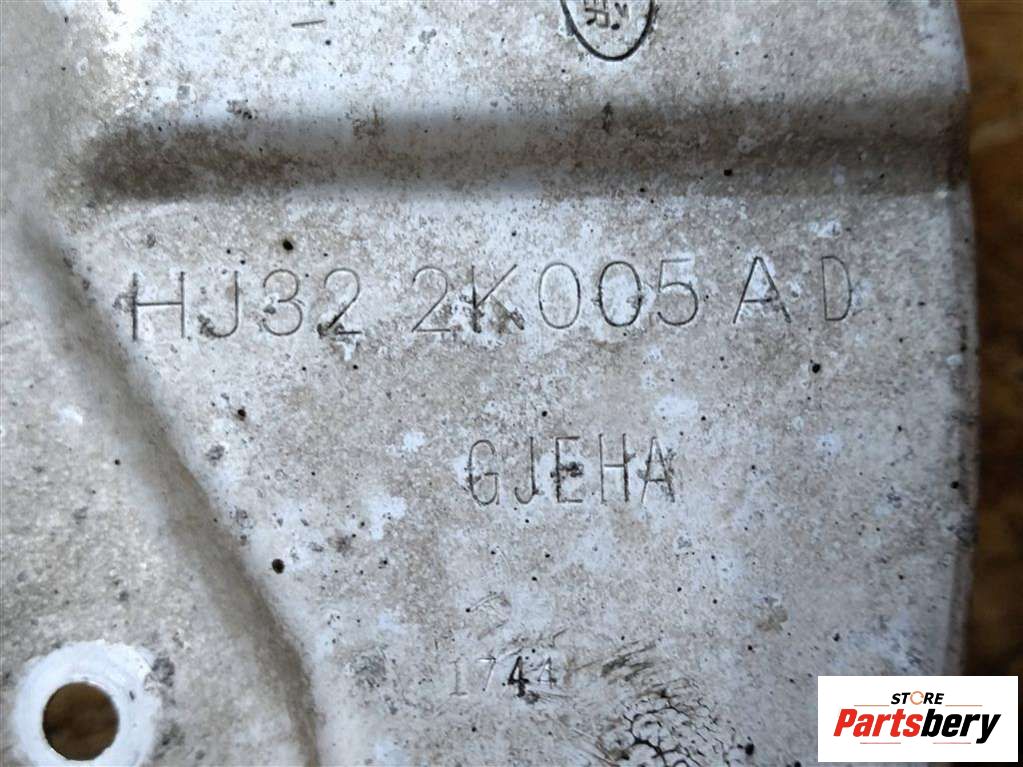 HJ32 2K005 AD
GJEHA
1744
STORE
Partsbery